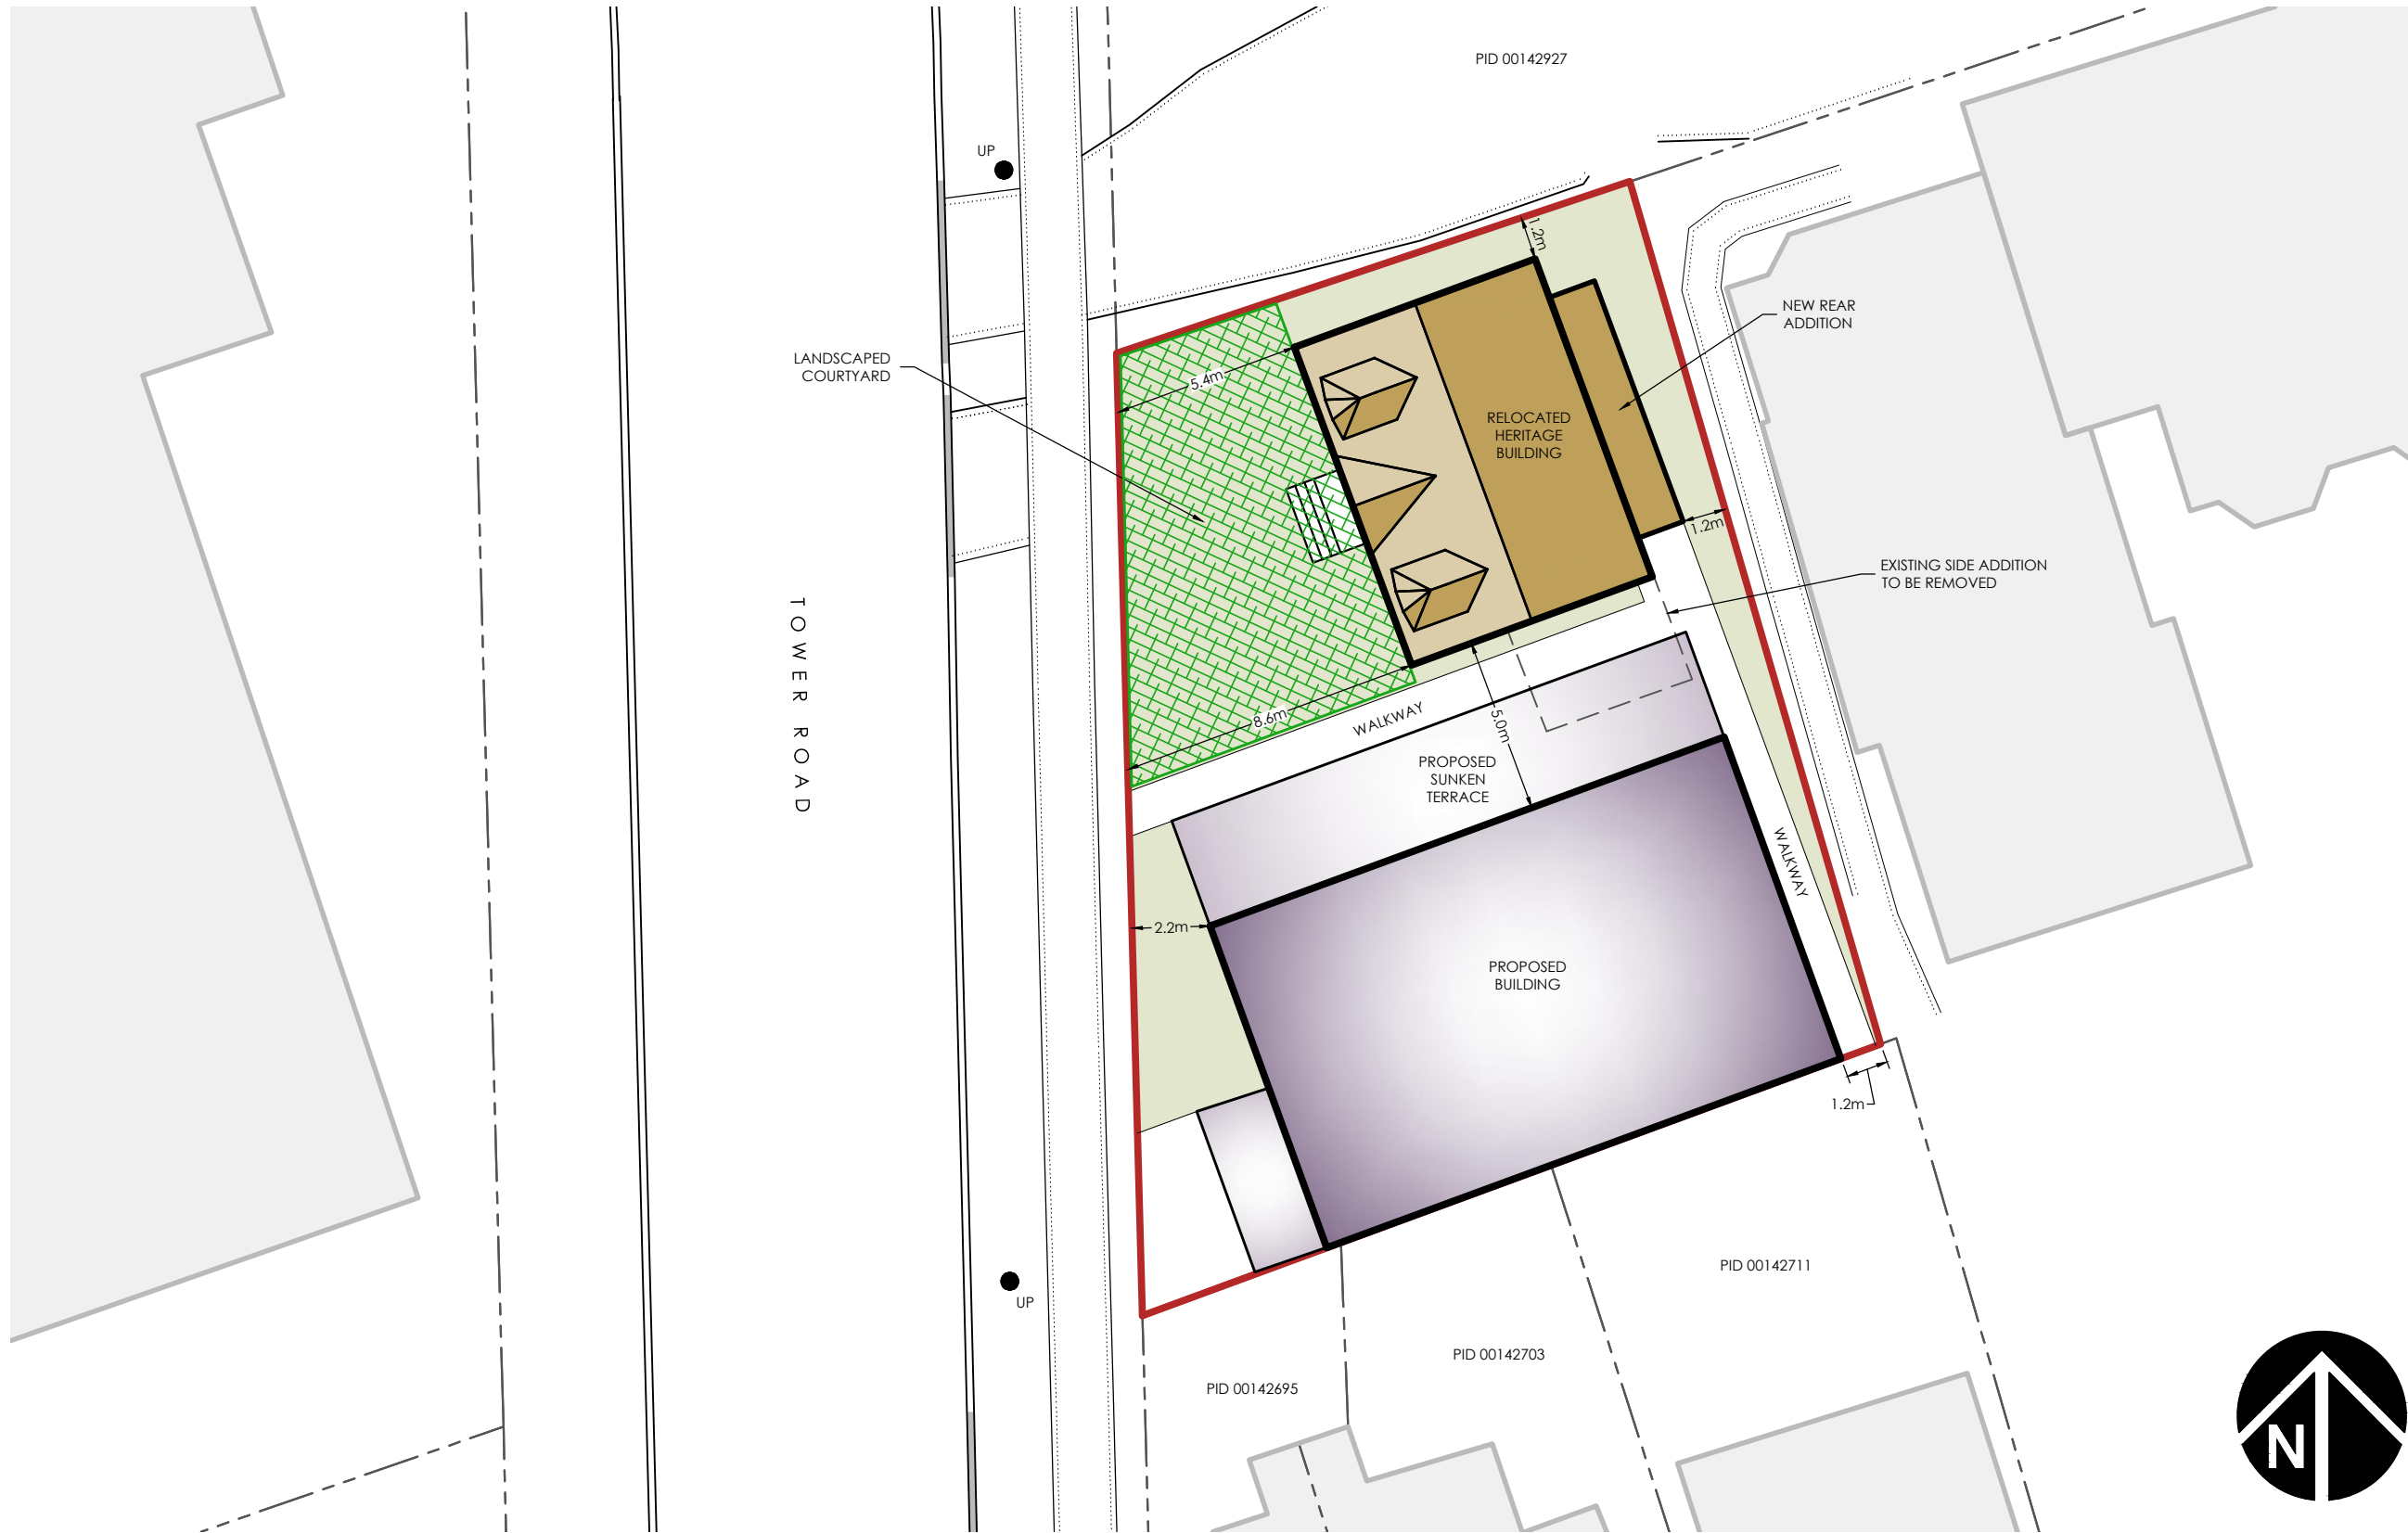 PID 00142927
UP
1.2m
NEW REAR
ADDITION
LANDSCAPED
COURTYARD
5.4m
RELOCATED
HERITAGE
BUILDING
1.2m
EXISTING SIDE ADDITION
TO BE REMOVED
TOWER ROAD
8.6m
WALKWAY
5.0m
PROPOSED
SUNKEN
TERRACE
WALKWAY
2.2m
PROPOSED
BUILDING
1.2m
UP
PID 00142711
PID 00142703
PID 00142695
N